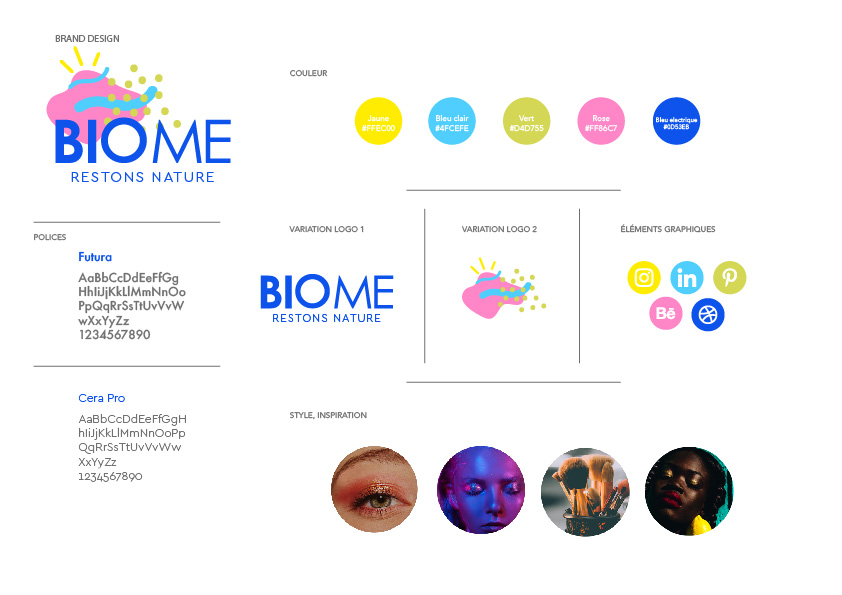 BRAND DESIGN
BIOME
RESTONS NATURE
COULEUR
Jaune
#FFEC00
Bleu clair
#4FCEFE
Vert
#D4D755
Rose
#FF86C7
Bleu électrique
#0D53EB
POLICES
Futura
AaBbCcDdEeFfGg
HhIiJjKkLlMmNnOo
PpQqRrSsTtUvVvW
wXxYyZz
1234567890
Cera Pro
AaBbCcDdEeFfGgH
hIiJjKkLlMmNnOoPp
QqRrSsTtUvVvWw
XxYyZz
1234567890
VARIATION LOGO 1
BIOME
RESTONS NATURE
VARIATION LOGO 2
ÉLÉMENTS GRAPHIQUES
in
Bē
STYLE, INSPIRATION